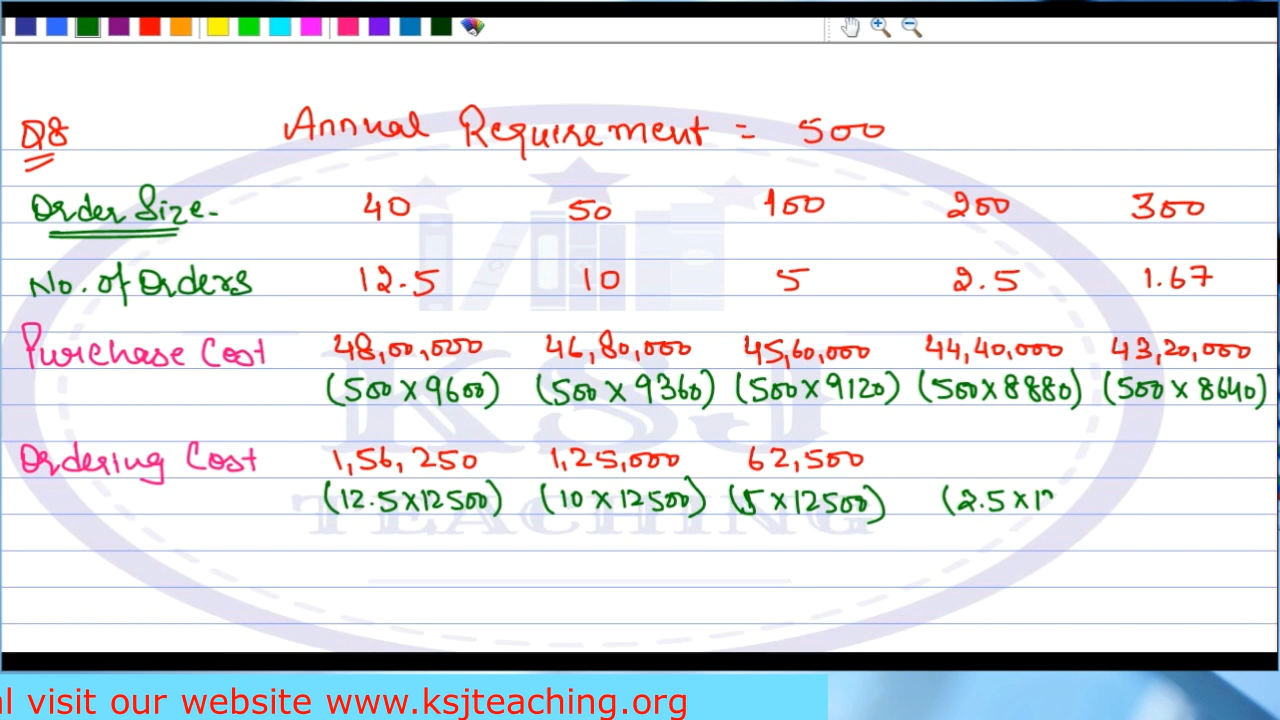 Q8 Annual Requirement = 500
Order Size- 40 50 100 200 300
No. of Orders 12.5 10 5 2.5 1.67
Purchase Cost 48,00,000 46,80,000 45,60,000 44,40,000 43,20,000
(500 X 9600) (500 X 9360) (500 X 9120) (500 X 8880) (500 X 8640)
Ordering Cost 1,56,250 1,25,000 62,500
(12.5 X 12500) (10 X 12500) (5 X 12500) (2.5 X 12
KSJ
TEACHING
al visit our website www.ksjteaching.org